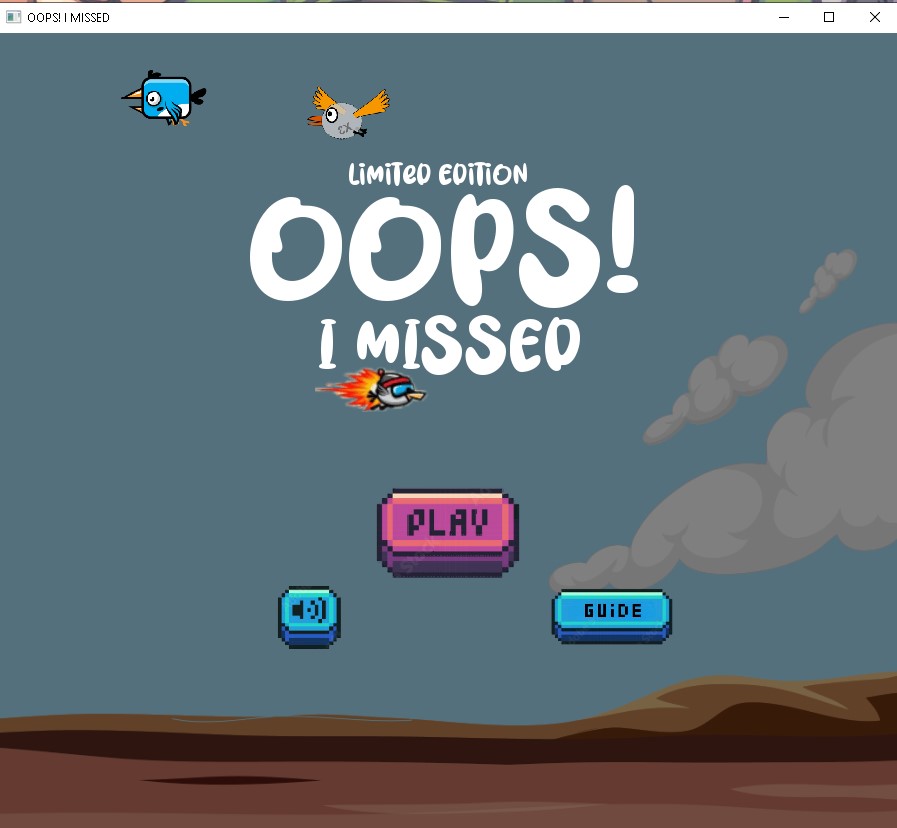 OOPS! I MISSED
LIMITED EDITION
OOPS!
I MISSED
PLAY
GUIDE